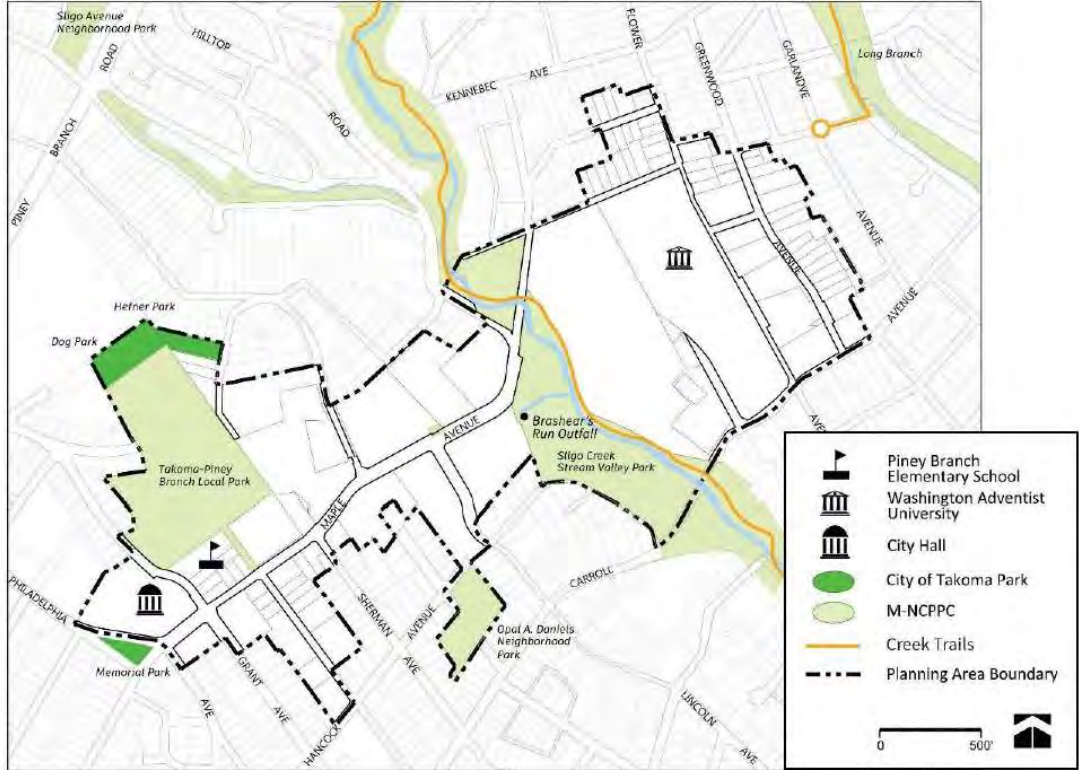 Sligo Avenue
Neighborhood Park
ROAD
HILLTOP
FLOWER
GREENWOOD
GARLANDVE
Long Branch
KENNEBEC AVE
BRANCH
ROAD
PINEY
AVENUE
AVENUE
AVENUE
Hefner Park
Dog Park
AVENUE
Brashear's
Run Outfall
Sligo Creek
Stream Valley Park
Takoma-Piney
Branch Local Park
MAPLE
PHILADELPHIA
CARROLL
SHERMAN
AVENUE
AVE
Opal A. Daniels
Neighborhood
Park
Memorial Park
GRANT
AVE
AVE
HANCOCK
LINCOLN
AVE
AVE
Piney Branch
Elementary School
Washington Adventist
University
City Hall
City of Takoma Park
M-NCPPC
Creek Trails
Planning Area Boundary
0 500'